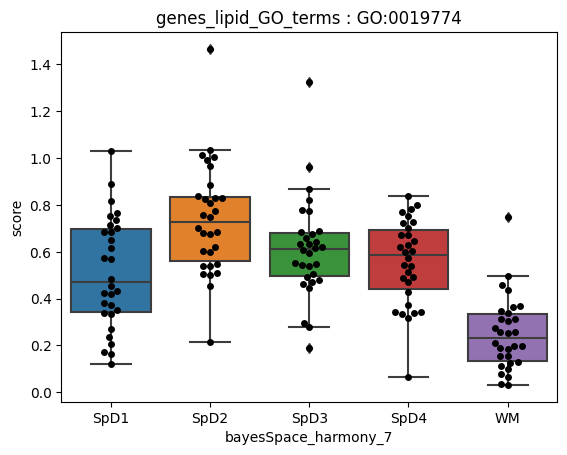 genes_lipid_GO_terms : GO:0019774
score
1.4
1.2
1.0
0.8
0.6
0.4
0.2
0.0
SpD1 SpD2 SpD3 SpD4 WM
bayesSpace_harmony_7